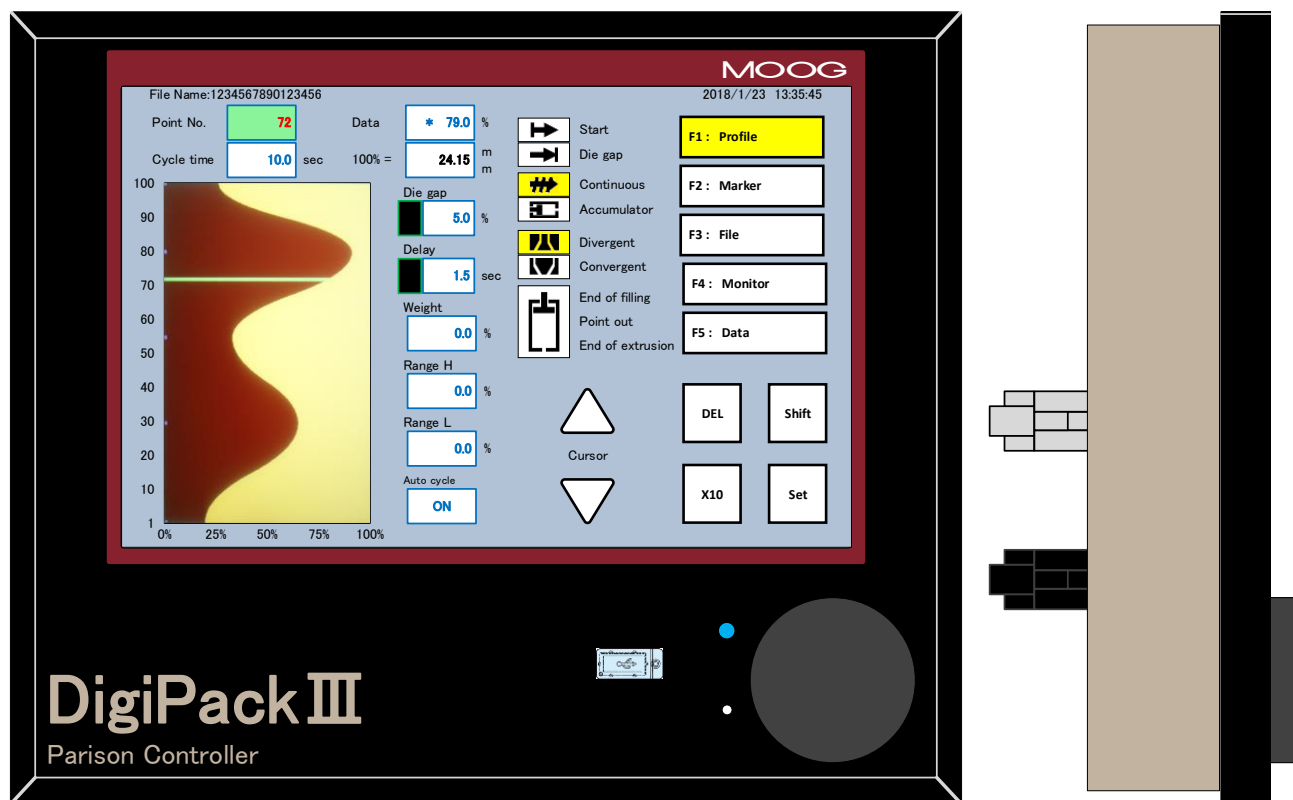 MOOG
File Name:1234567890123456
2018/1/23 13:35:45
Point No. 72
Data * 79.0 %
Cycle time 10.0 sec
100% = 24.15 m
m
Start
Die gap
Continuous
Accumulator
Divergent
Convergent
End of filling
Point out
End of extrusion
F1 : Profile
F2 : Marker
F3 : File
F4 : Monitor
F5 : Data
100
90
80
70
60
50
40
30
20
10
1
0% 25% 50% 75% 100%
Die gap
5.0 %
Delay
1.5 sec
Weight
0.0 %
Range H
0.0 %
Range L
0.0 %
Auto cycle
ON
Cursor
DEL Shift
X10 Set
DigiPackⅢ
Parison Controller